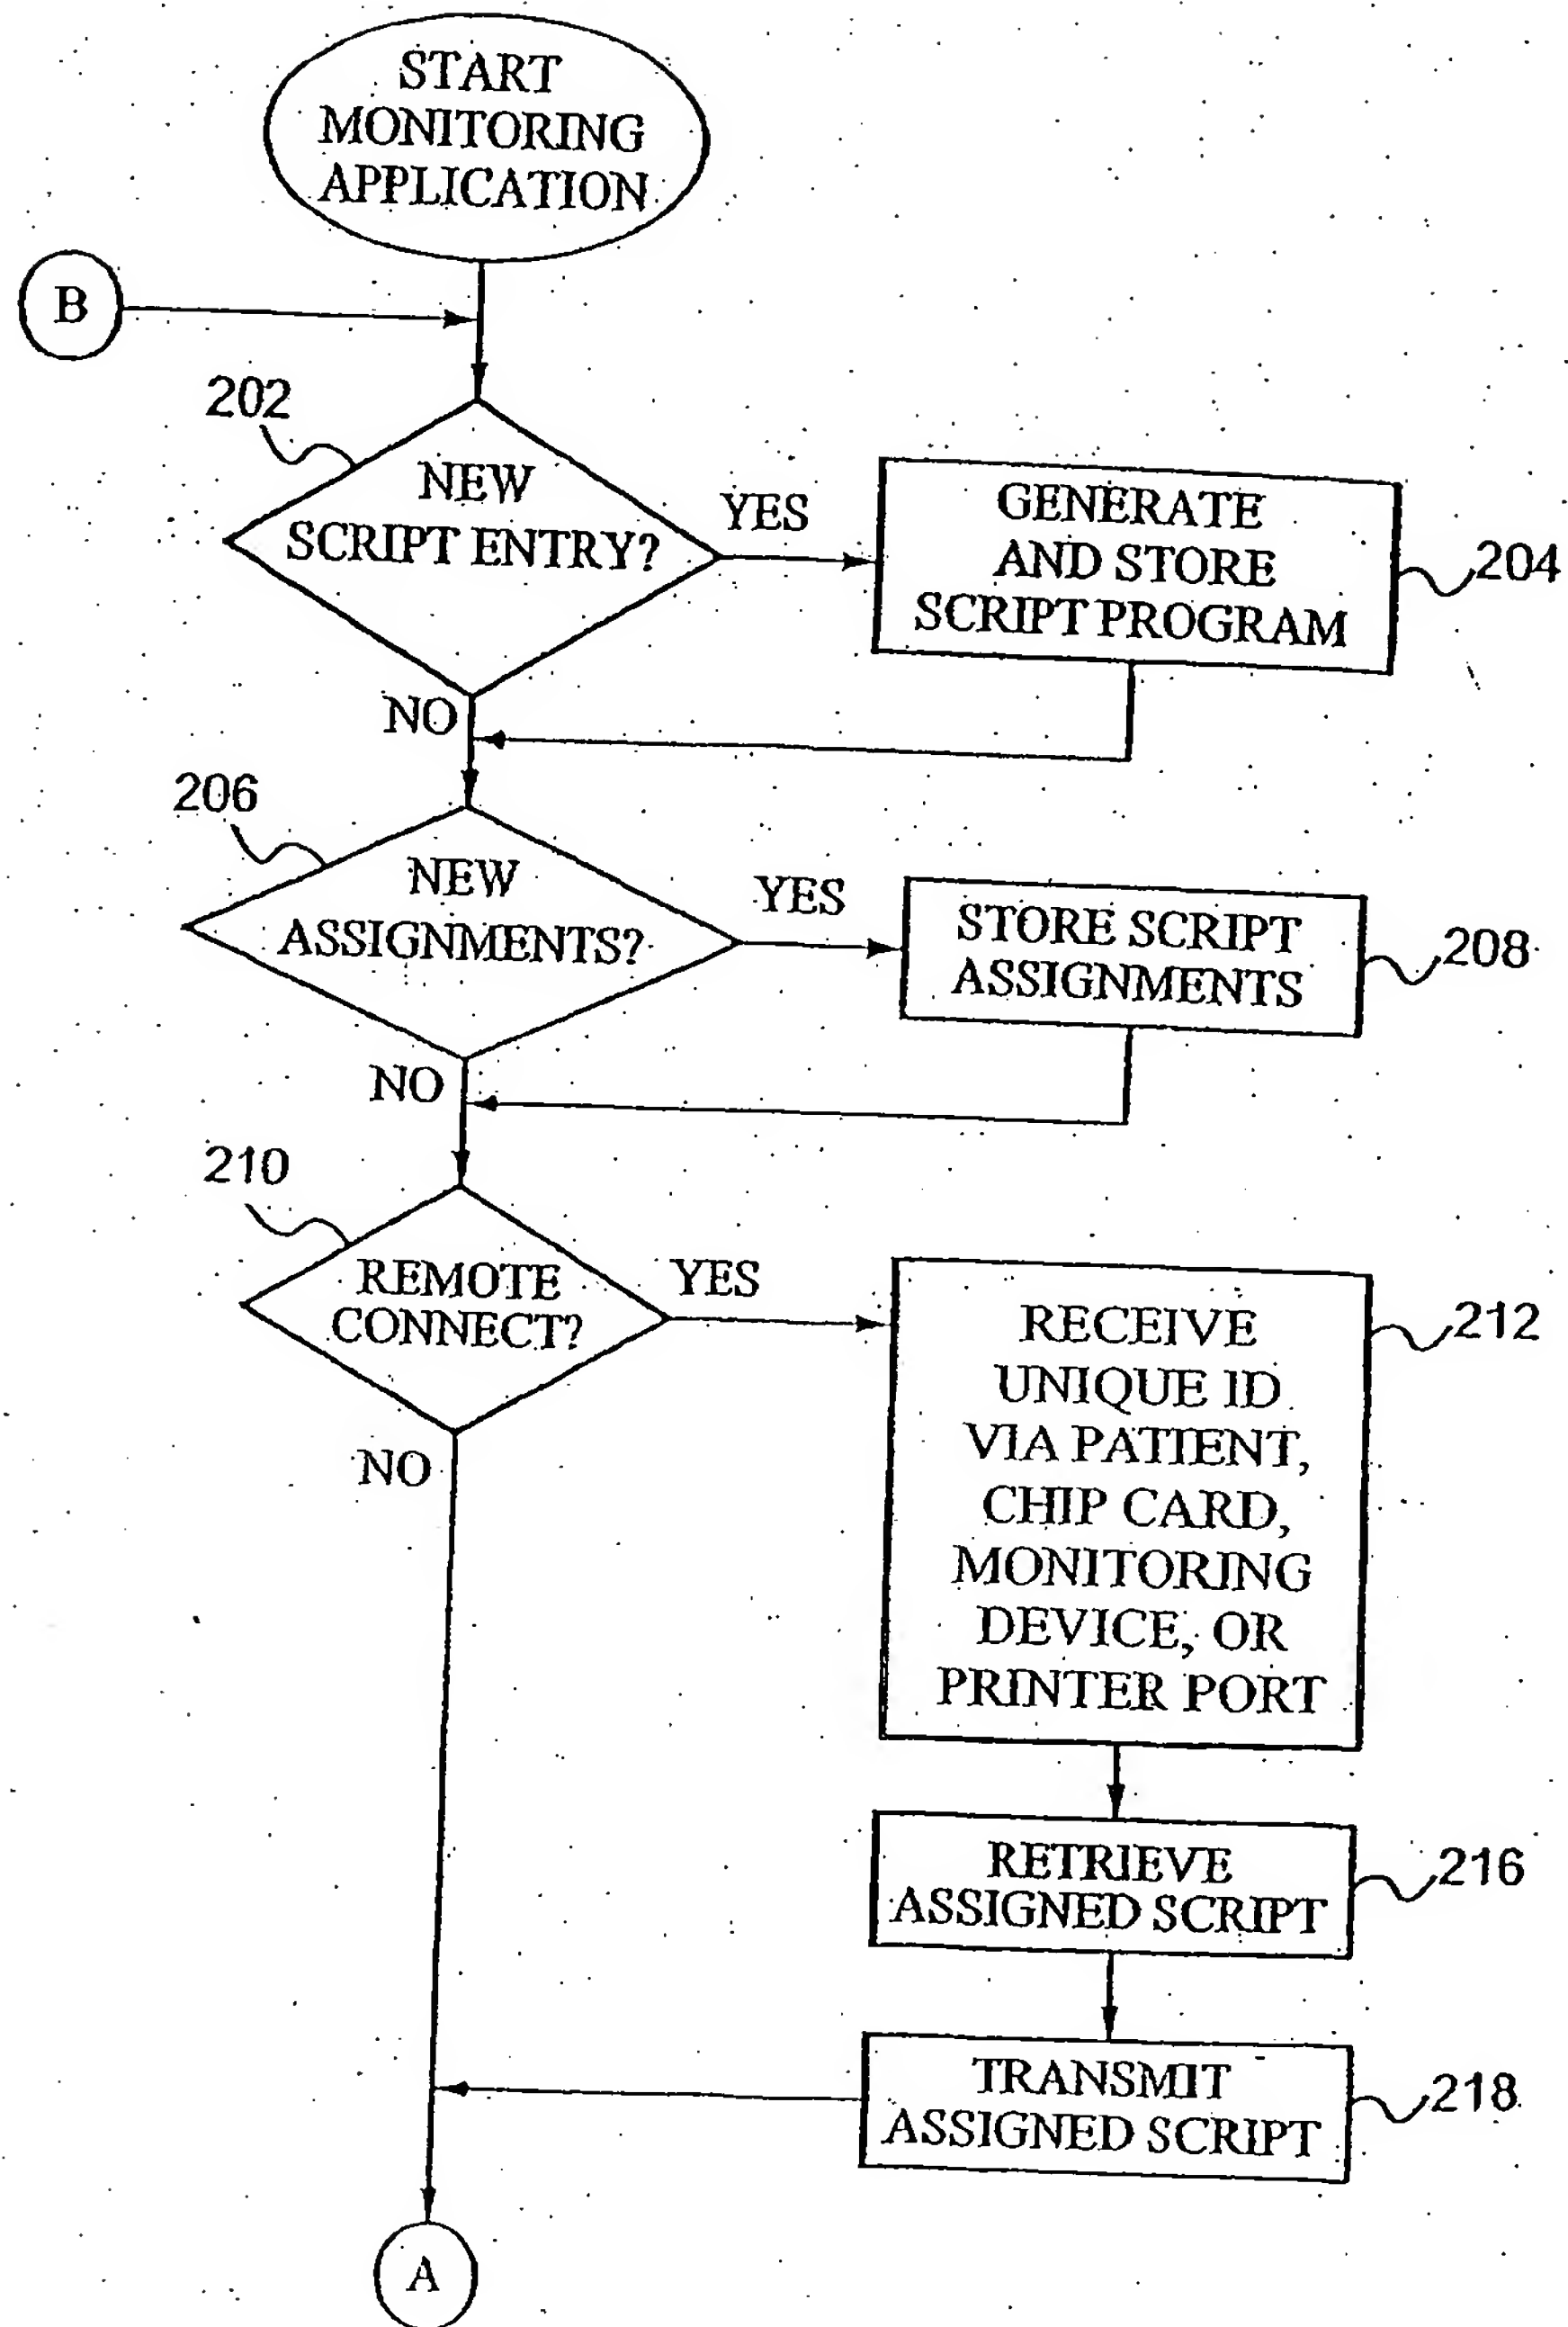 START
MONITORING
APPLICATION
B
202
NEW
SCRIPT ENTRY?
YES
GENERATE
AND STORE
SCRIPT PROGRAM
204
NO
206
NEW
ASSIGNMENTS?
YES
STORE SCRIPT
ASSIGNMENTS
208
NO
210
REMOTE
CONNECT?
YES
RECEIVE
UNIQUE ID
VIA PATIENT,
CHIP CARD,
MONITORING
DEVICE, OR
PRINTER PORT
212
NO
RETRIEVE
ASSIGNED SCRIPT
216
TRANSMIT
ASSIGNED SCRIPT
218
A